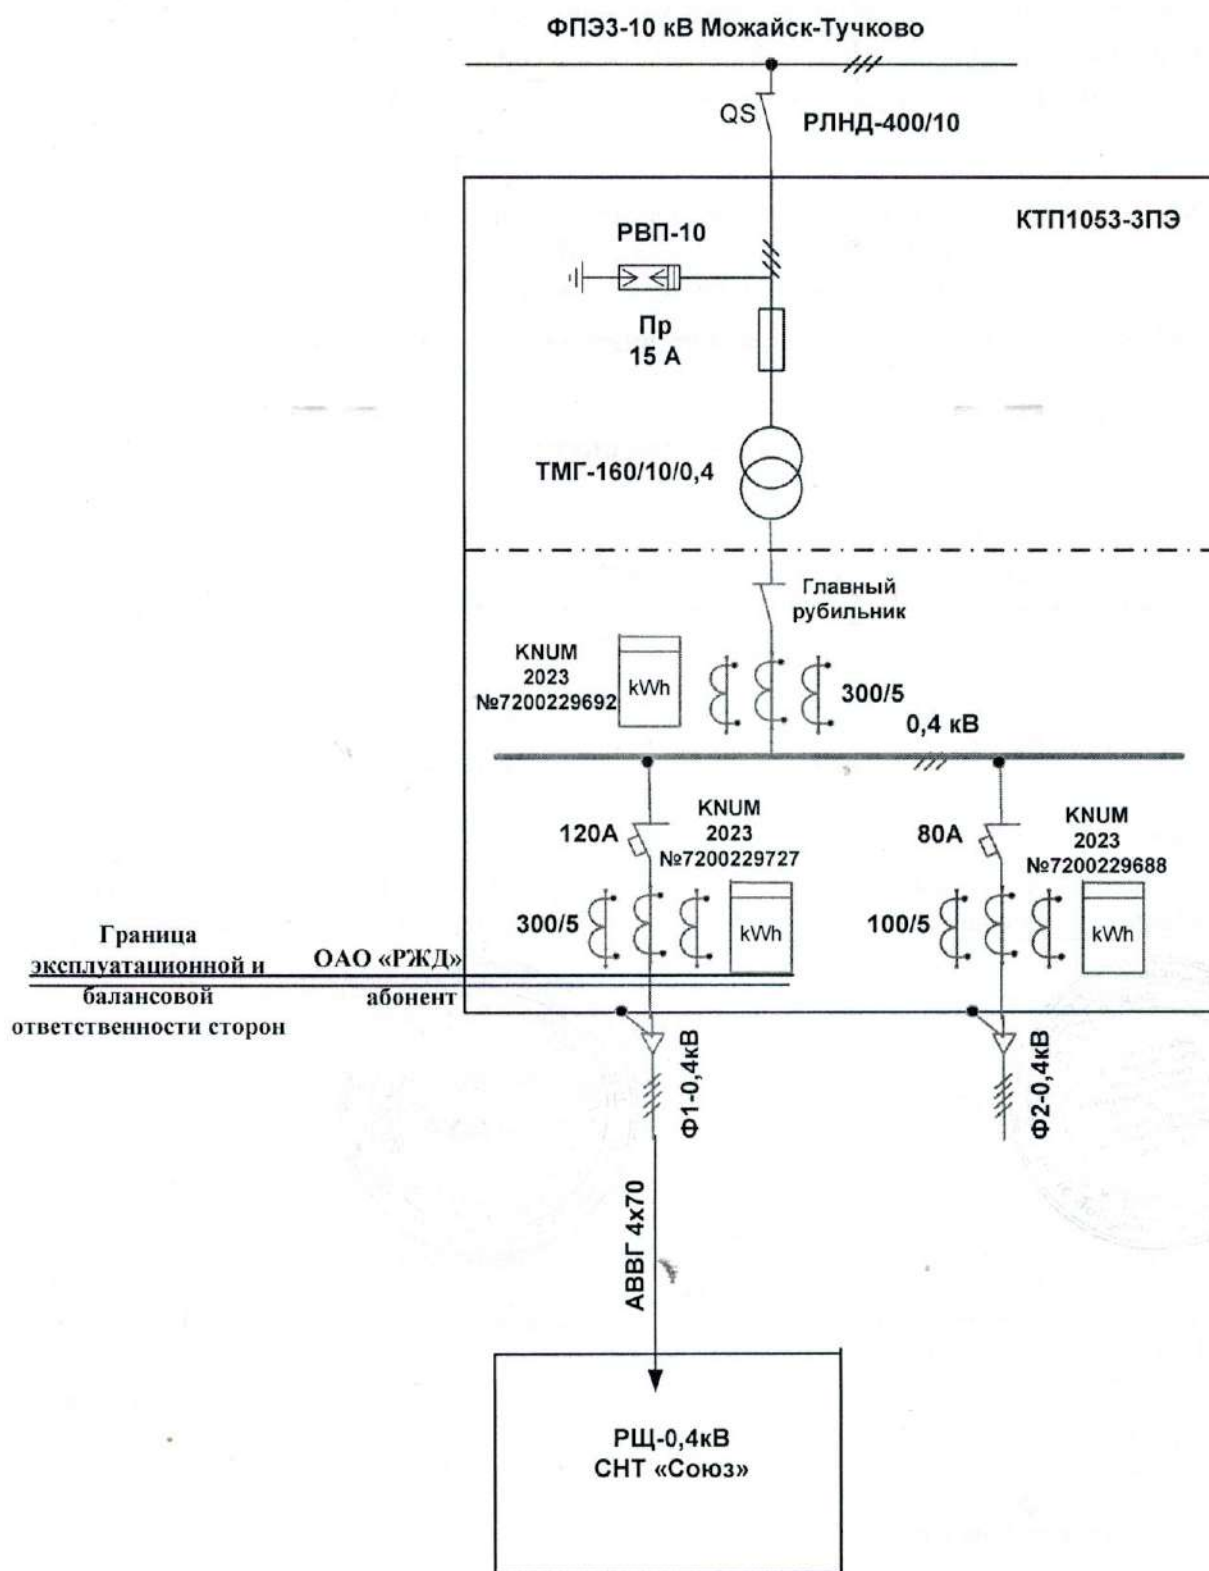 ФПЭ3-10 кВ Можайск-Тучково
QS
РЛНД-400/10
КТП1053-ЗПЭ
РВП-10
Пр
15 А
ТМГ-160/10/0,4
Главный
рубильник
KNUM
2023
№7200229692
kWh
300/5
0,4 кВ
120А
KNUM
2023
№7200229727
80А
KNUM
2023
№7200229688
300/5
kWh
100/5
kWh
Граница
эксплуатационной и
балансовой
ответственности сторон
ОАО «РЖД»
абонент
Ф1-0,4кВ
Ф2-0,4кВ
АВВГ 4х70
РЩ-0,4кВ
СНТ «Союз»